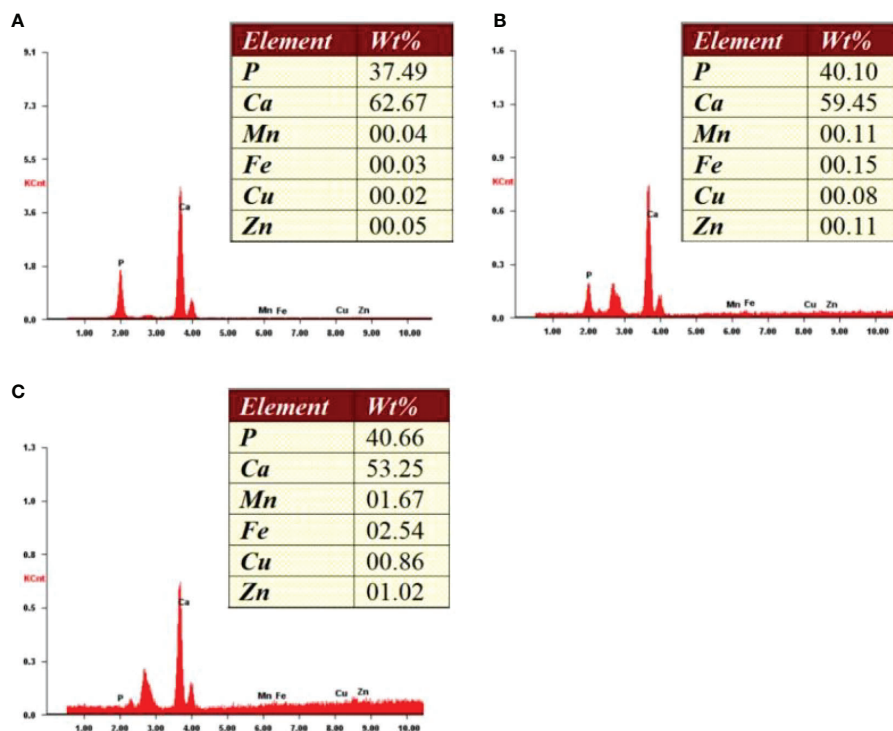 A
Element Wt%
P 37.49
Ca 62.67
Mn 00.04
Fe 00.03
Cu 00.02
Zn 00.05
9.1
7.3
5.5
KCnt
3.6
1.8
0.0
P
Ca
Mn Fe Cu Zn
1.00 2.00 3.00 4.00 5.00 6.00 7.00 8.00 9.00 10.00
B
Element Wt%
P 40.10
Ca 59.45
Mn 00.11
Fe 00.15
Cu 00.08
Zn 00.11
1.6
1.3
0.9
KCnt
0.6
0.3
0.0
P
Ca
Mn Fe Cu Zn
1.00 2.00 3.00 4.00 5.00 6.00 7.00 8.00 9.00 10.00
C
Element Wt%
P 40.66
Ca 53.25
Mn 01.67
Fe 02.54
Cu 00.86
Zn 01.02
1.3
1.0
0.8
KCnt
0.5
0.3
0.0
P
Ca
Mn Fe Cu Zn
1.00 2.00 3.00 4.00 5.00 6.00 7.00 8.00 9.00 10.00